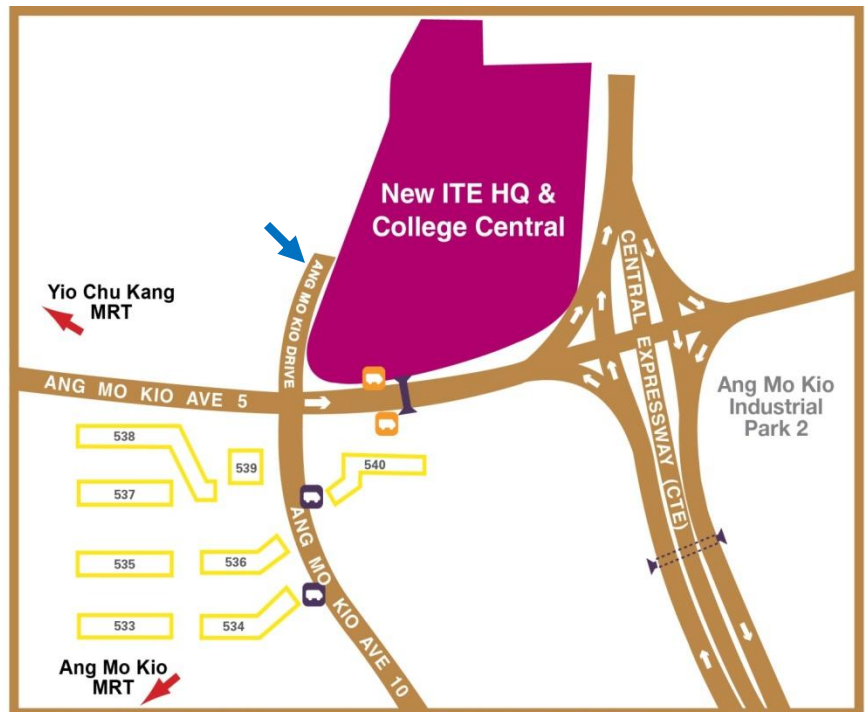 New ITE HQ &
College Central
ANG MO KIO DRIVE
Yio Chu Kang
MRT
CENTRAL EXPRESSWAY (CTE)
ANG MO KIO AVE 5
Ang Mo Kio
Industrial
Park 2
538
539
540
537
ANG MO KIO AVE 10
535
536
533
534
Ang Mo Kio
MRT